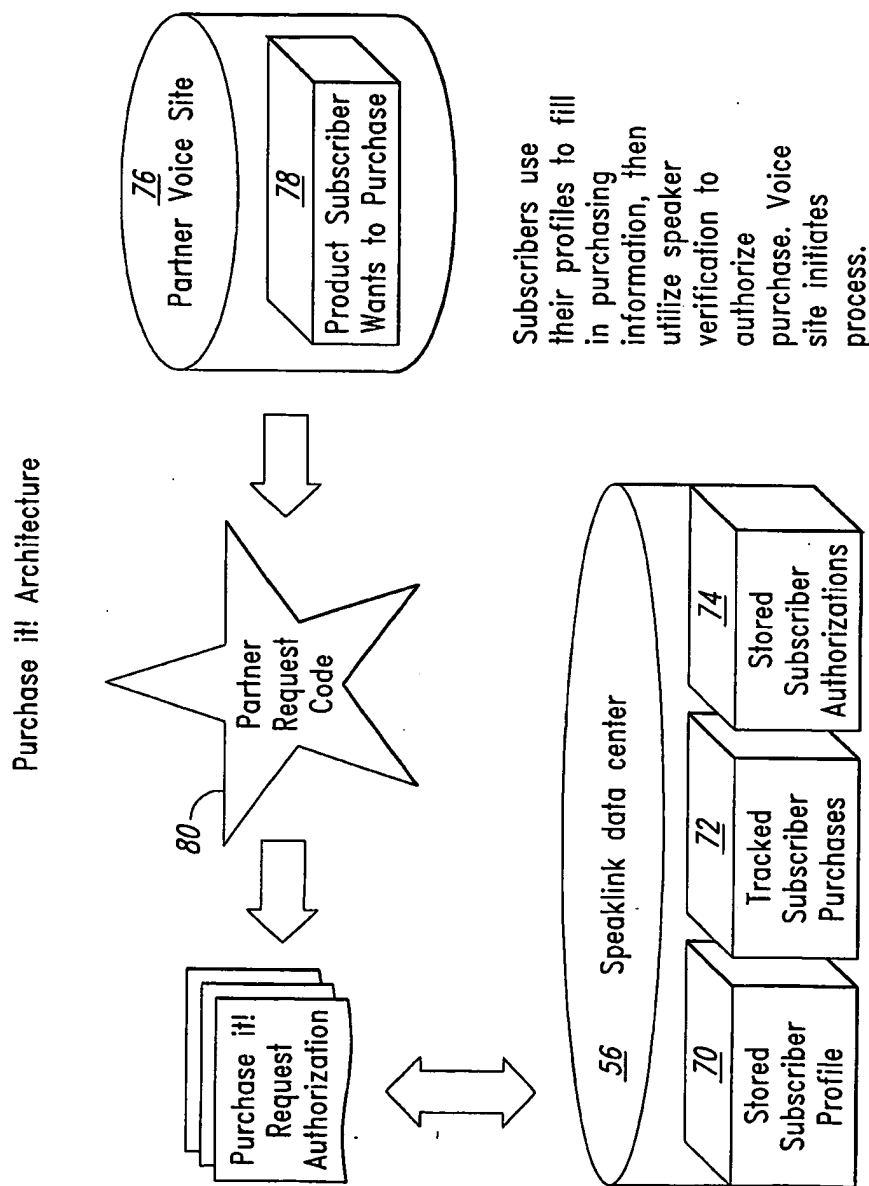 Purchase it! Architecture
Purchase it!
Request
Authorization
80
Partner
Request
Code
76
Partner Voice Site
78
Product Subscriber
Wants to Purchase
56
Speaklink data center
70
Stored
Subscriber
Profile
72
Tracked
Subscriber
Purchases
74
Stored
Subscriber
Authorizations
Subscribers use
their profiles to fill
in purchasing
information, then
utilize speaker
verification to
authorize
purchase. Voice
site initiates
process.